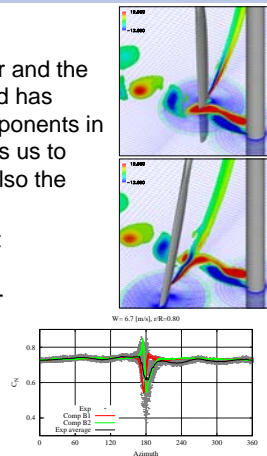 r and the
d has
ponents in
s us to
lso the
12.000
-12.000
12.000
-12.000
W= 6.7 [m/s], r/R=0.80
C_N
0.8
0.6
0.4
Exp
Comp B1
Comp B2
Exp average
0 60 120 180 240 300 360
Azimuth